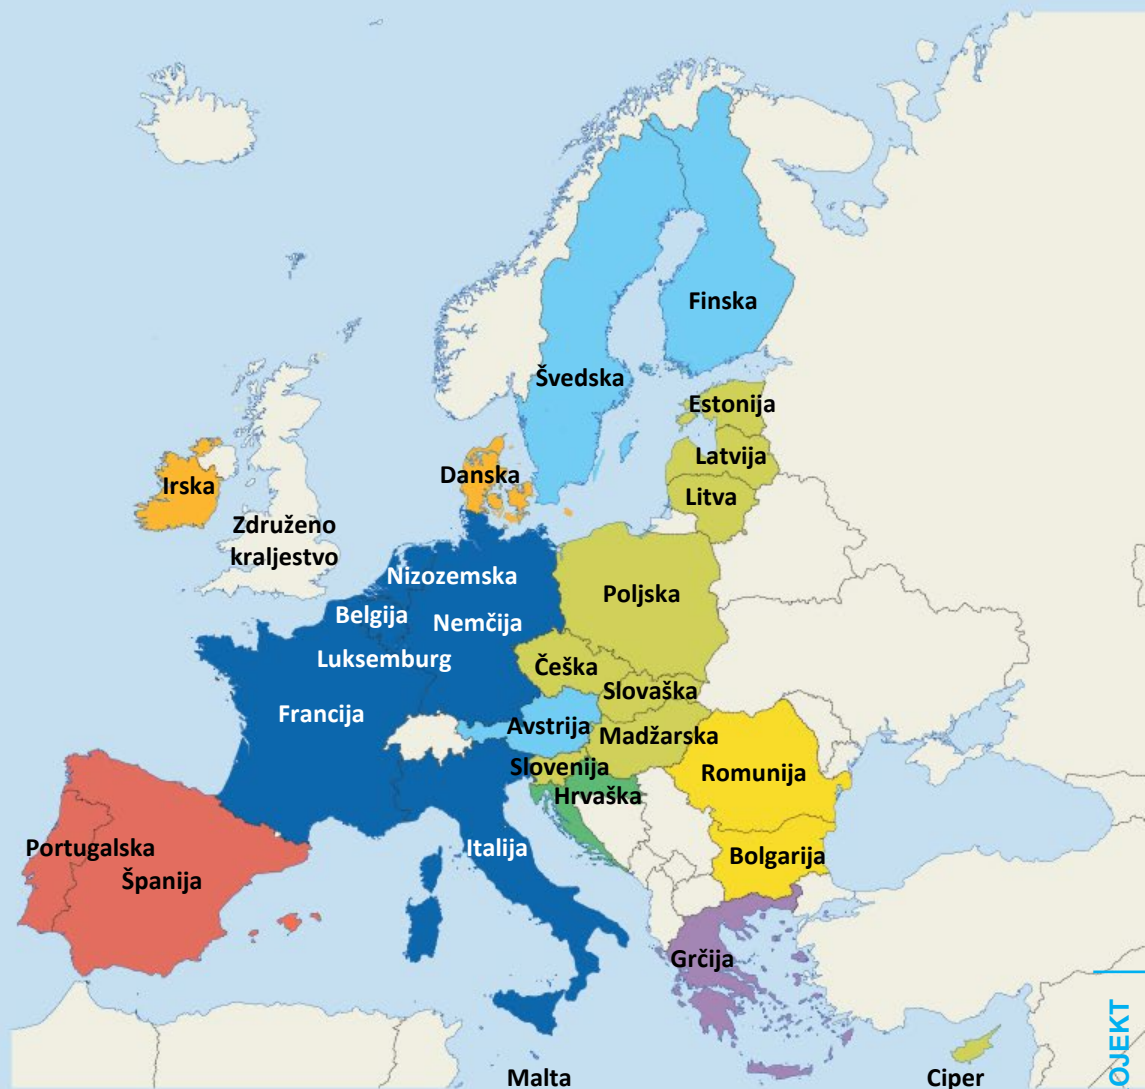 Finska
Švedska
Estonija
Latvija
Litva
Danska
Irska
Združeno
kraljestvo
Nizozemska
Poljska
Belgija
Nemčija
Luksemburg
Češka
Slovaška
Francija
Avstrija
Madžarska
Slovenija
Romunija
Hrvaška
Portugalska
Španija
Italija
Bolgarija
Grčija
Malta
Ciper
OJEKT